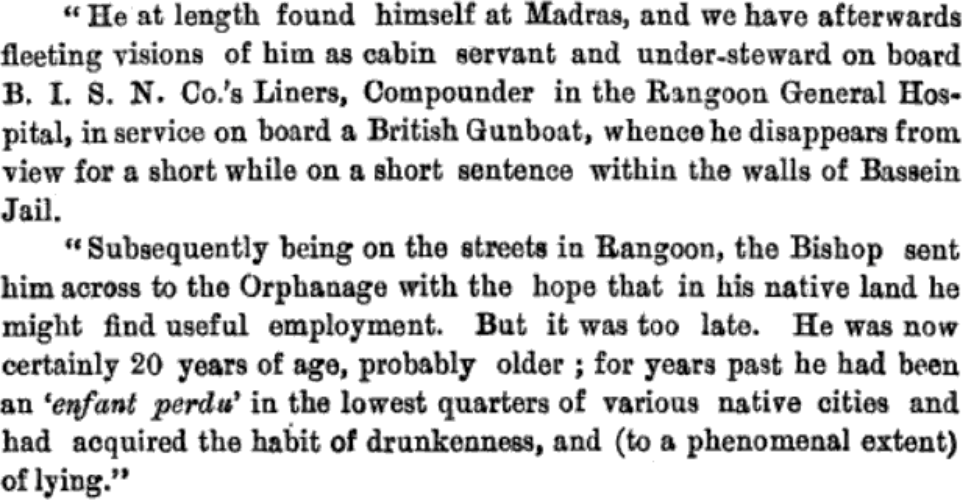 “ He at length found himself at Madras, and we have afterwards
fleeting visions of him as cabin servant and under-steward on board
B. I. S. N. Co.'s Liners, Compounder in the Rangoon General Hos-
pital, in service on board a British Gunboat, whence he disappears from
view for a short while on a short sentence within the walls of Bassein
Jail.
“Subsequently being on the streets in Rangoon, the Bishop sent
him across to the Orphanage with the hope that in his native land he
might find useful employment. But it was too late. He was now
certainly 20 years of age, probably older ; for years past he had been
an ‘enfant perdu’ in the lowest quarters of various native cities and
had acquired the habit of drunkenness, and (to a phenomenal extent)
of lying.”